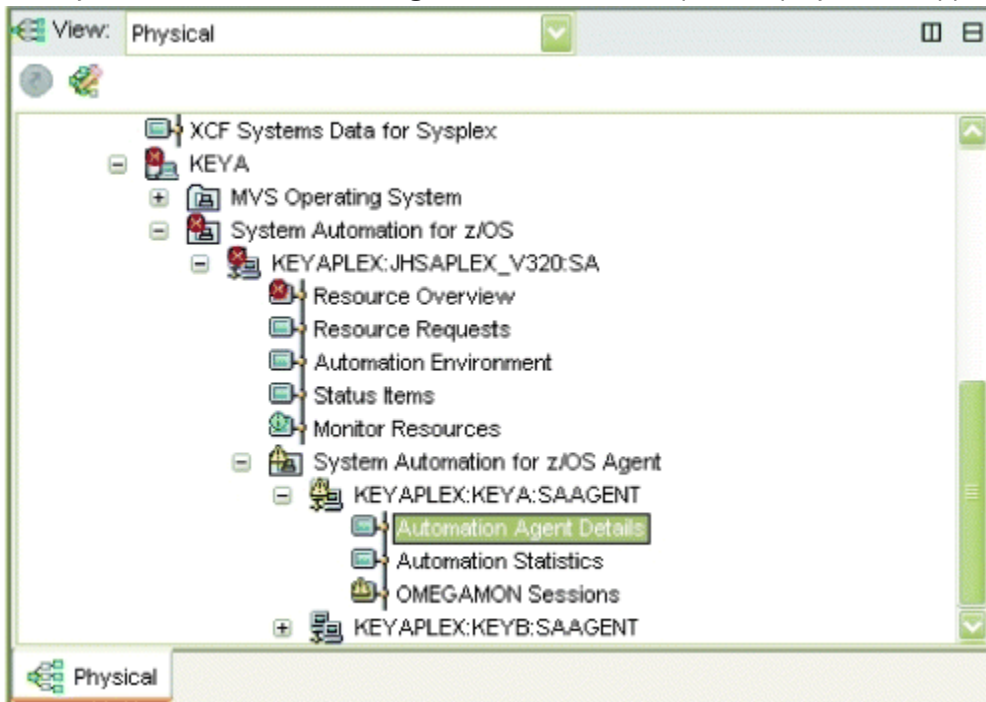 View: Physical
XCF Systems Data for Sysplex
KEYA
MVS Operating System
System Automation for z/OS
KEYAPLEX:JHSAPLEX_V320:SA
Resource Overview
Resource Requests
Automation Environment
Status Items
Monitor Resources
System Automation for z/OS Agent
KEYAPLEX:KEYA:SAAGENT
Automation Agent Details
Automation Statistics
OMEGAMON Sessions
KEYAPLEX:KEYB:SAAGENT
Physical